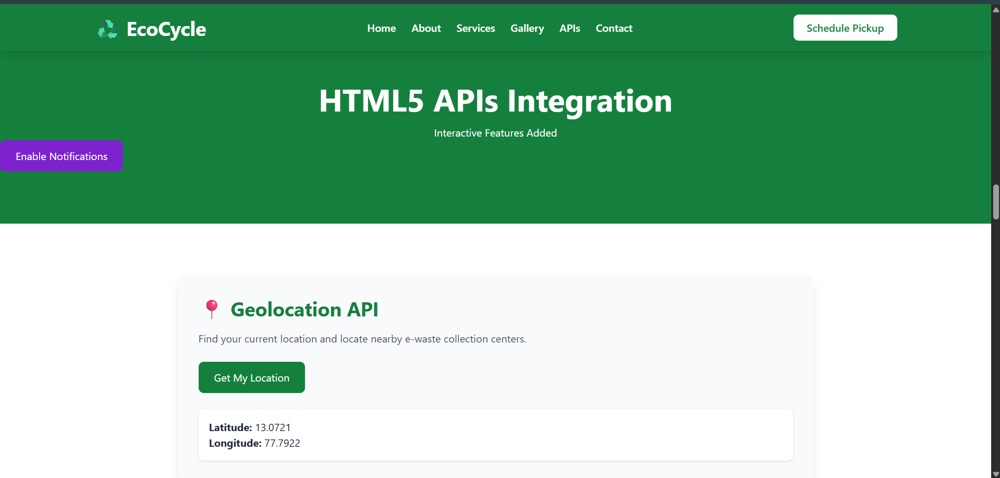 EcoCycle
Home About Services Gallery APIs Contact
Schedule Pickup
HTML5 APIs Integration
Interactive Features Added
Enable Notifications
Geolocation API
Find your current location and locate nearby e-waste collection centers.
Get My Location
Latitude: 13.0721
Longitude: 77.7922